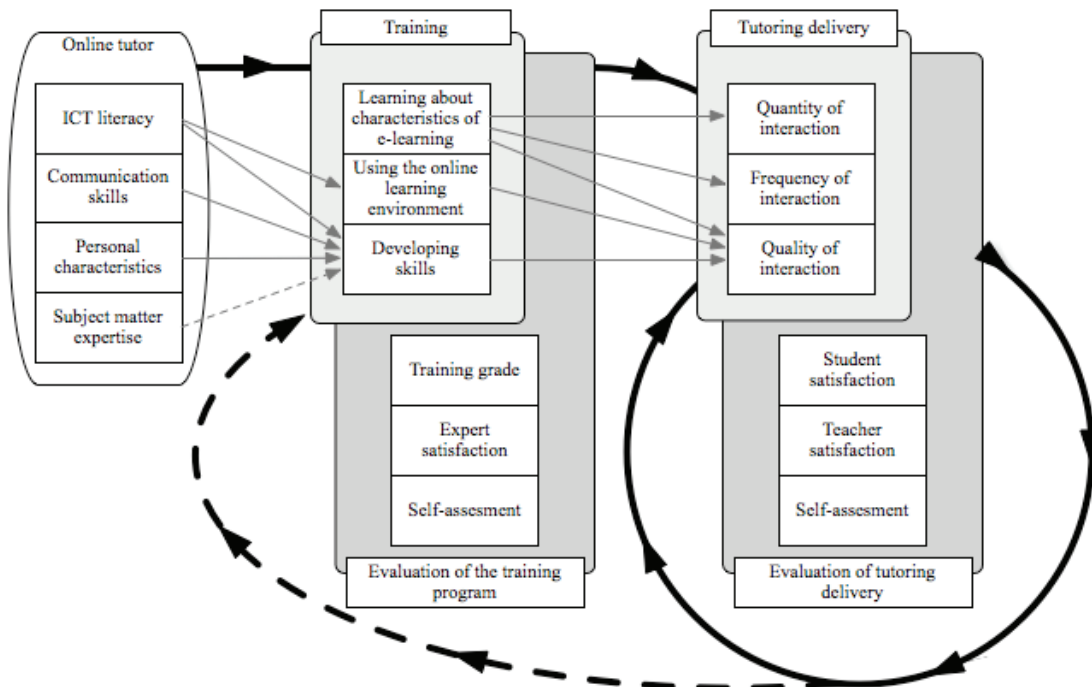 Online tutor
ICT literacy
Communication
skills
Personal
characteristics
Subject matter
expertise
Training
Learning about
characteristics of
e-learning
Using the online
learning
environment
Developing
skills
Training grade
Expert
satisfaction
Self-assesment
Evaluation of the training
program
Tutoring delivery
Quantity of
interaction
Frequency of
interaction
Quality of
interaction
Student
satisfaction
Teacher
satisfaction
Self-assesment
Evaluation of tutoring
delivery